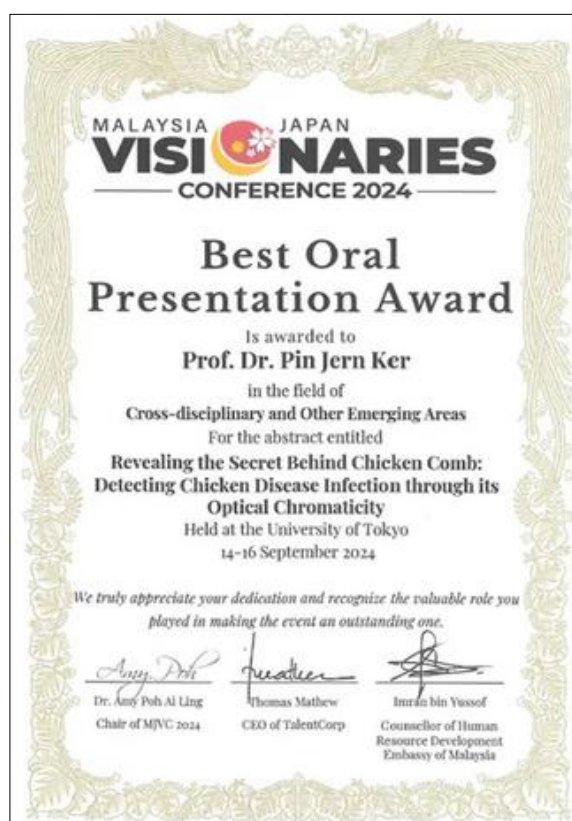 MALAYSIA JAPAN
VISIONARIES
CONFERENCE 2024
Best Oral
Presentation Award
Is awarded to
Prof. Dr. Pin Jern Ker
in the field of
Cross-disciplinary and Other Emerging Areas
For the abstract entitled
Revealing the Secret Behind Chicken Comb:
Detecting Chicken Disease Infection through its
Optical Chromaticity
Held at the University of Tokyo
14-16 September 2024
We truly appreciate your dedication and recognize the valuable role you
played in making the event an outstanding one.
Amy Poh
Dr. Amy Poh Ai Ling
Thomas Mathew
Imran bin Yussof
Chair of MJVC 2024
CEO of TalentCorp
Counsellor of Human
Resource Development
Embassy of Malaysia